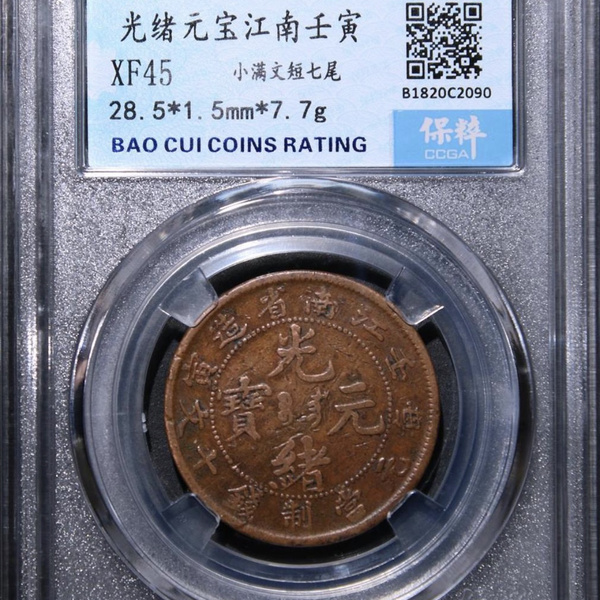 光绪元宝江南壬寅
XF45 小满文短七尾
28.5*1.5mm*7.7g
B1820C2090
BAO CUI COINS RATING
保粹
CCGA
造省南江
寅 壬
光
寶 元
緒
當制錢十文